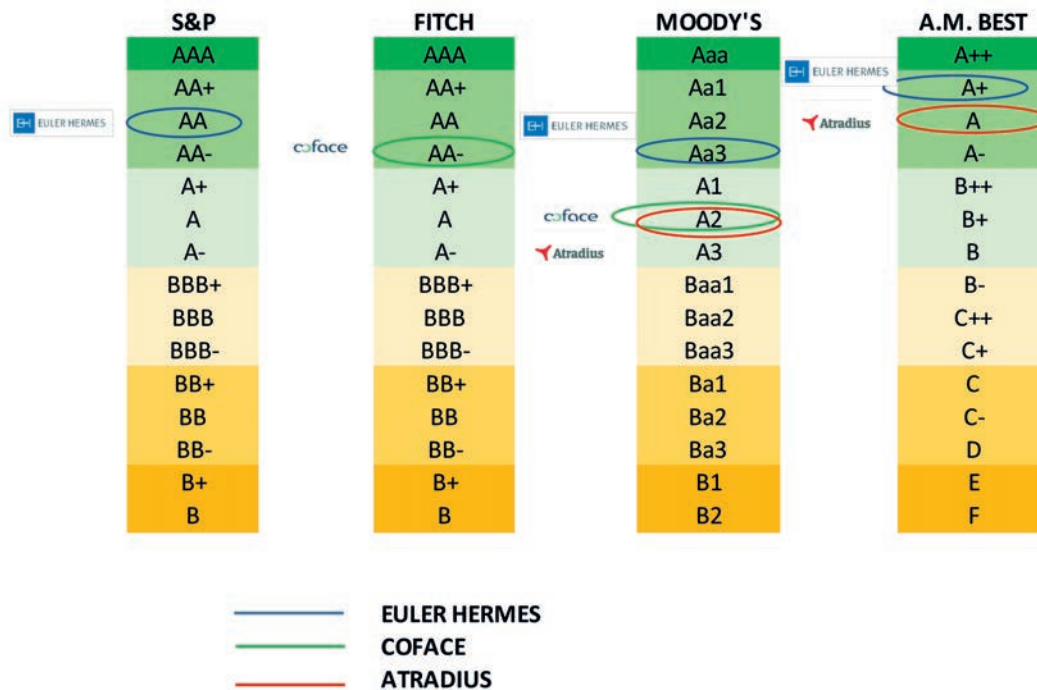 S&P FITCH MOODY'S A.M. BEST
AAA AAA Aaa A++
EULER HERMES
AA+ AA+ Aa1 A+
EULER HERMES AA AA EULER HERMES Aa2 Atradius A
AA- coface AA- Aa3 A-
A+ A+ A1 B++
A A coface A2 B+
A- A- Atradius A3 B
BBB+ BBB+ Baa1 B-
BBB BBB Baa2 C++
BBB- BBB- Baa3 C+
BB+ BB+ Ba1 C
BB BB Ba2 C-
BB- BB- Ba3 D
B+ B+ B1 E
B B B2 F
EULER HERMES
COFACE
ATRADIUS